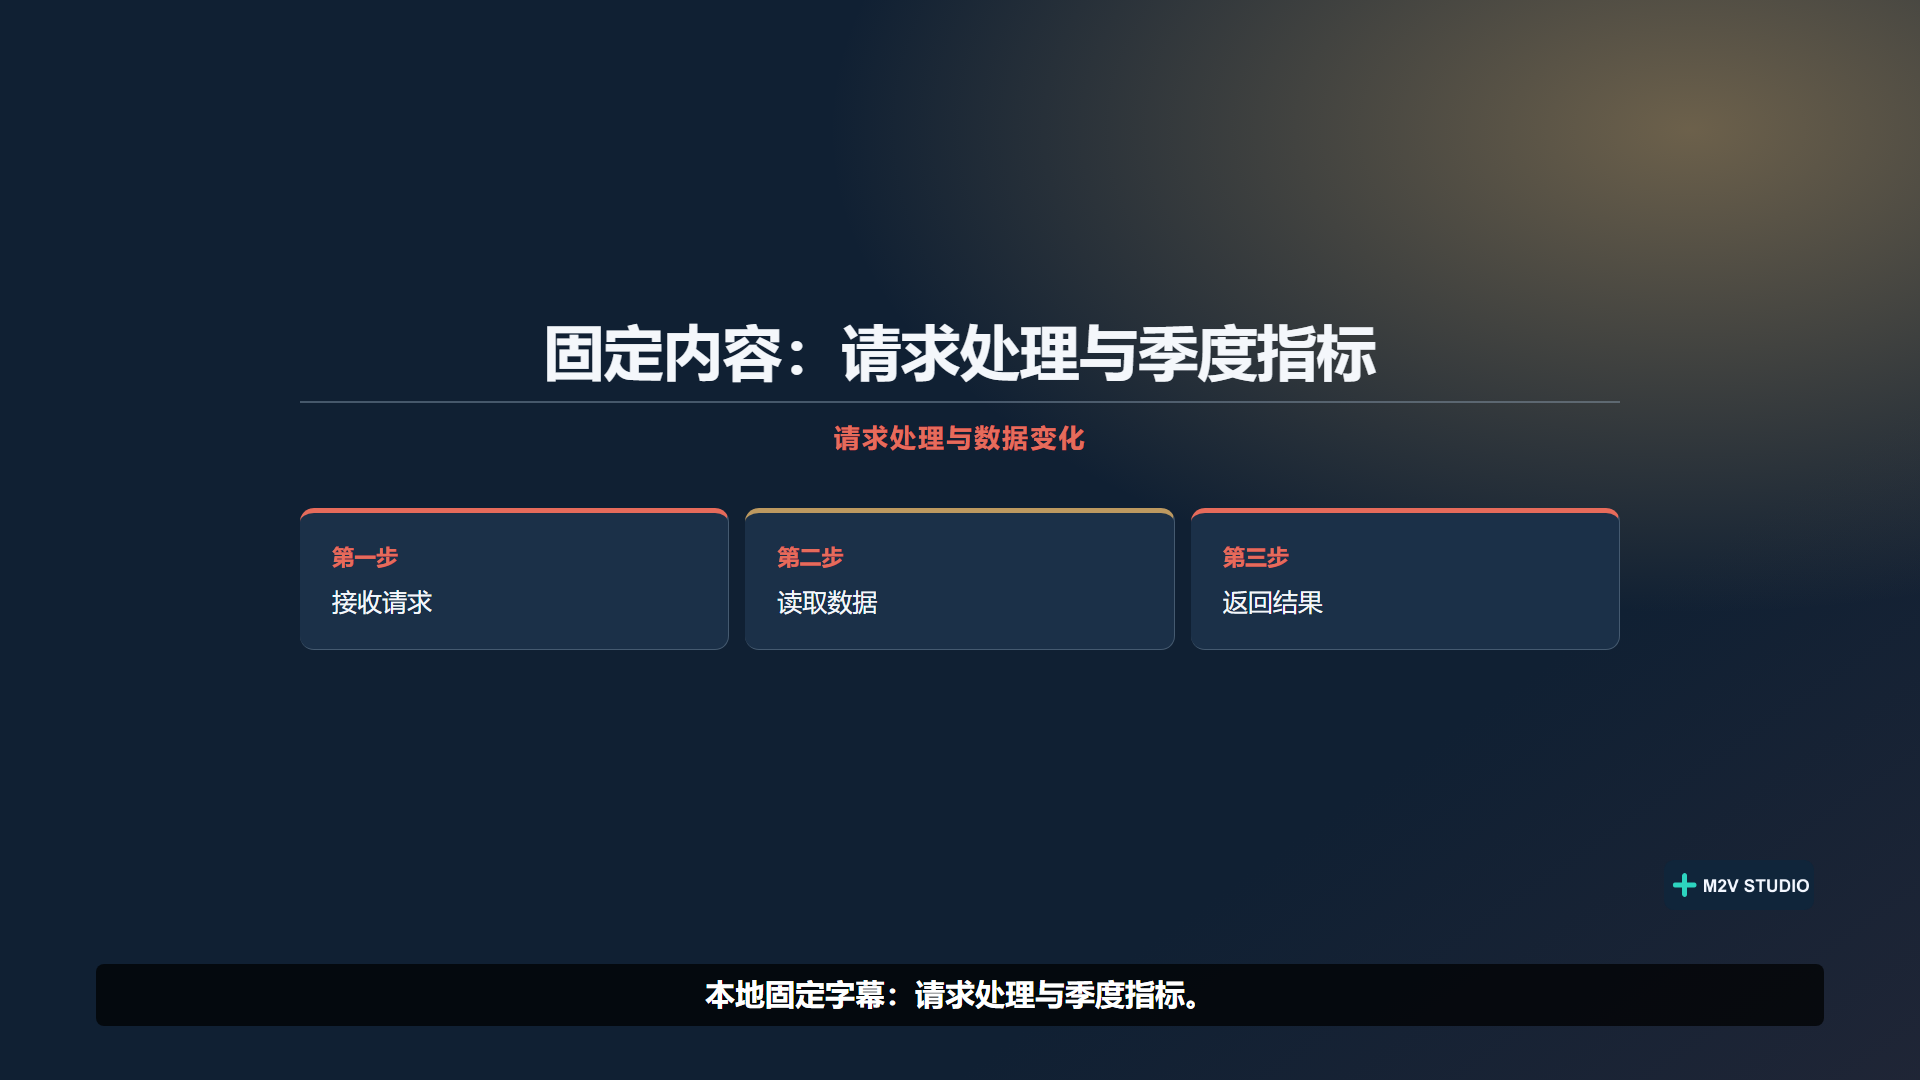 固定内容：请求处理与季度指标
请求处理与数据变化
第一步
接收请求
第二步
读取数据
第三步
返回结果
M2V STUDIO
本地固定字幕：请求处理与季度指标。